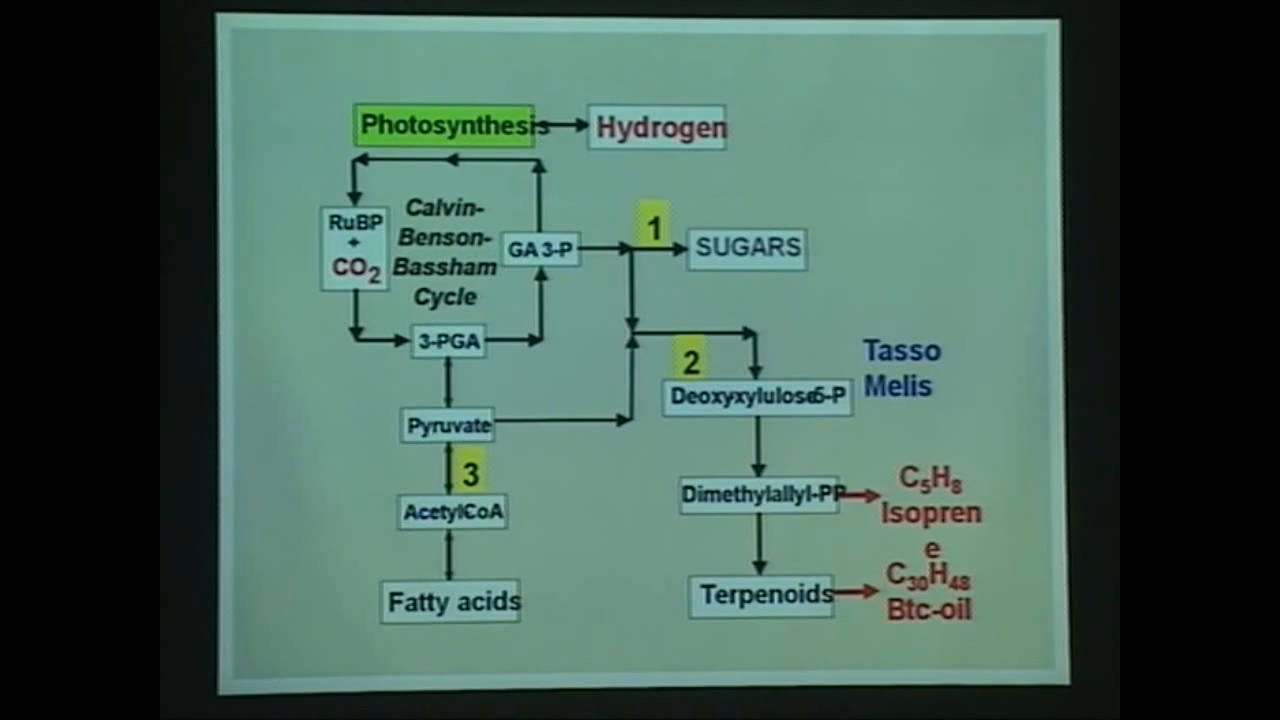 Photosynthesis
Hydrogen
RuBP
+
CO2
Calvin-
Benson-
Bassham
Cycle
GA 3-P
1
SUGARS
3-PGA
2
Tasso
Melis
Deoxyxylulose5-P
Pyruvate
3
Dimethylallyl-PP
C5H8
Isopren
e
AcetylCoA
Fatty acids
Terpenoids
C30H48
Btc-oil